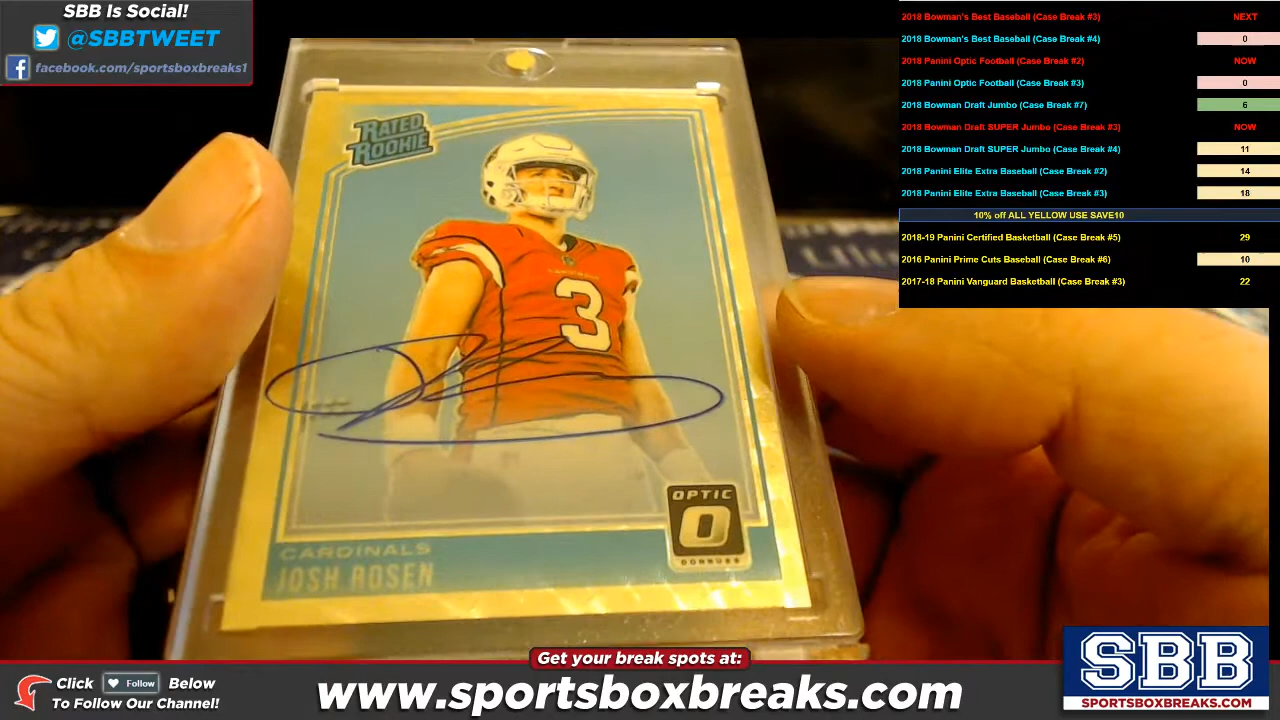 SBB Is Social!
@SBBTWEET
facebook.com/sportsboxbreaks1
2018 Bowman's Best Baseball (Case Break #3) NEXT
2018 Bowman's Best Baseball (Case Break #4) 0
2018 Panini Optic Football (Case Break #2) NOW
2018 Panini Optic Football (Case Break #3) 0
2018 Bowman Draft Jumbo (Case Break #7) 6
2018 Bowman Draft SUPER Jumbo (Case Break #3) NOW
2018 Bowman Draft SUPER Jumbo (Case Break #4) 11
2018 Panini Elite Extra Baseball (Case Break #2) 14
2018 Panini Elite Extra Baseball (Case Break #3) 18
10% off ALL YELLOW USE SAVE10
2018-19 Panini Certified Basketball (Case Break #5) 29
2016 Panini Prime Cuts Baseball (Case Break #6) 10
2017-18 Panini Vanguard Basketball (Case Break #3) 22
RATED
ROOKIE
3
OPTIC
O
DONRUSS
CARDINALS
JOSH ROSEN
Get your break spots at:
www.sportsboxbreaks.com
Click Follow Below
To Follow Our Channel!
SBB
SPORTSBOXBREAKS.COM